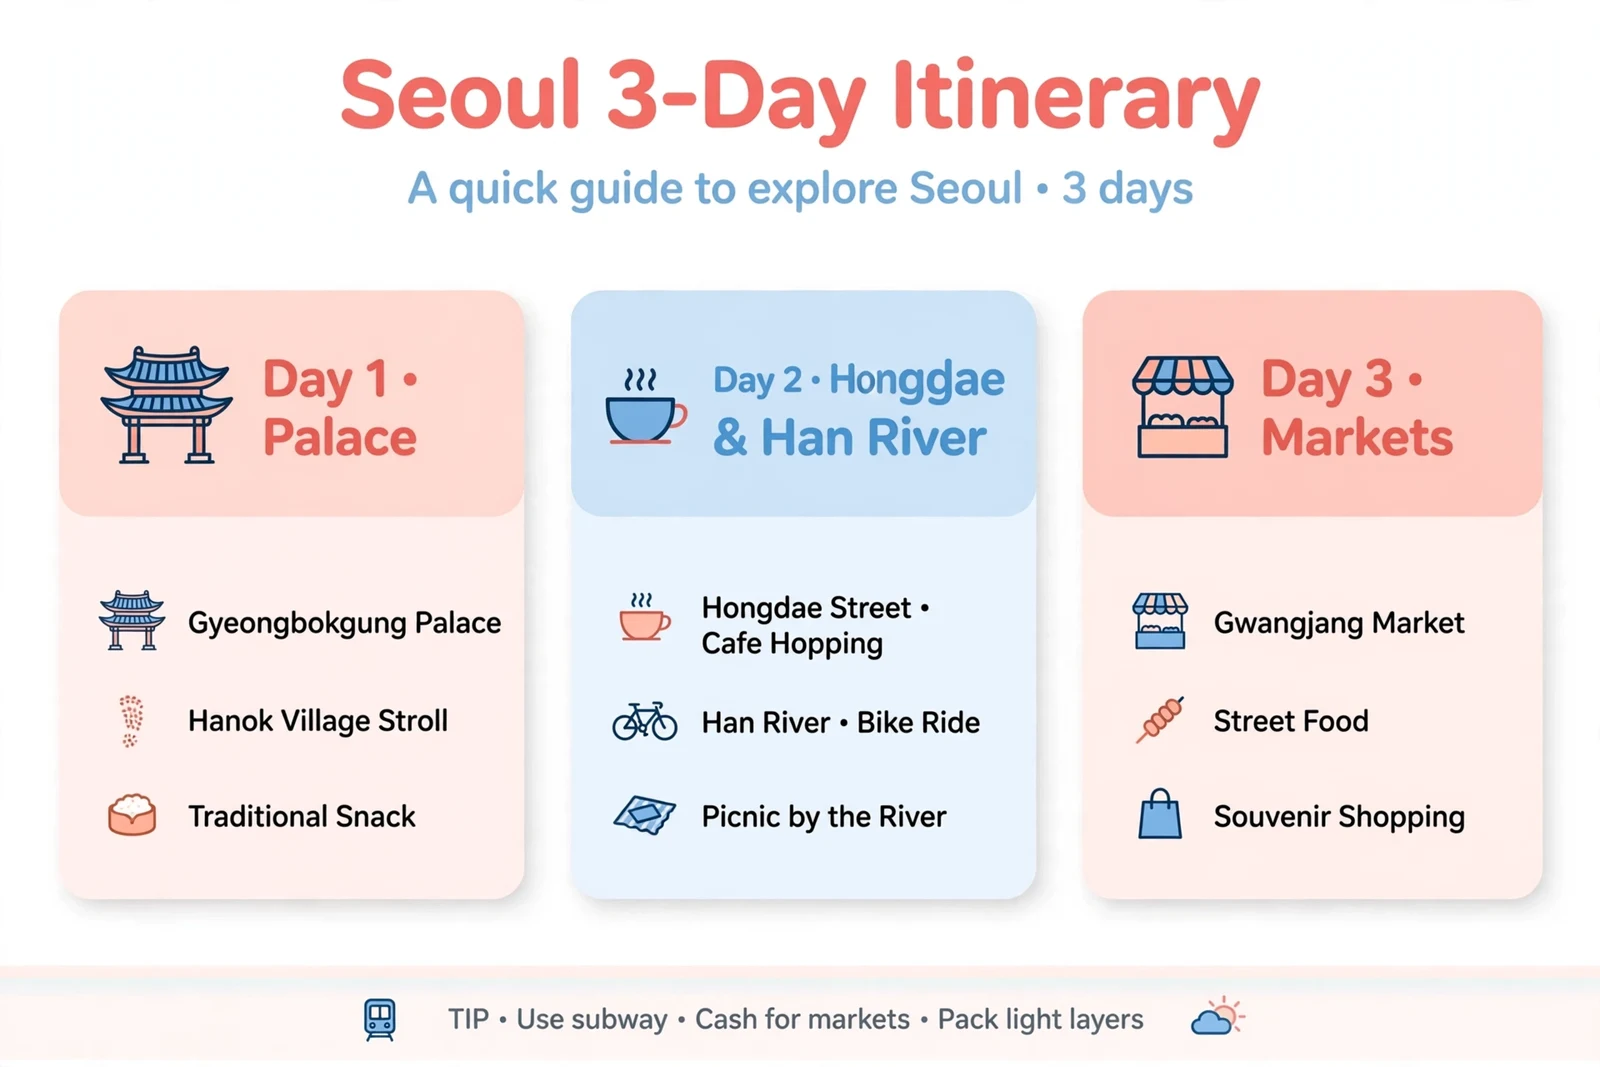 Seoul 3-Day Itinerary
A quick guide to explore Seoul • 3 days
Day 1 •
Palace
Gyeongbokgung Palace
Hanok Village Stroll
Traditional Snack
Day 2 • Honggdae
& Han River
Hongdae Street •
Cafe Hopping
Han River • Bike Ride
Picnic by the River
Day 3 •
Markets
Gwangjang Market
Street Food
Souvenir Shopping
TIP • Use subway • Cash for markets • Pack light layers